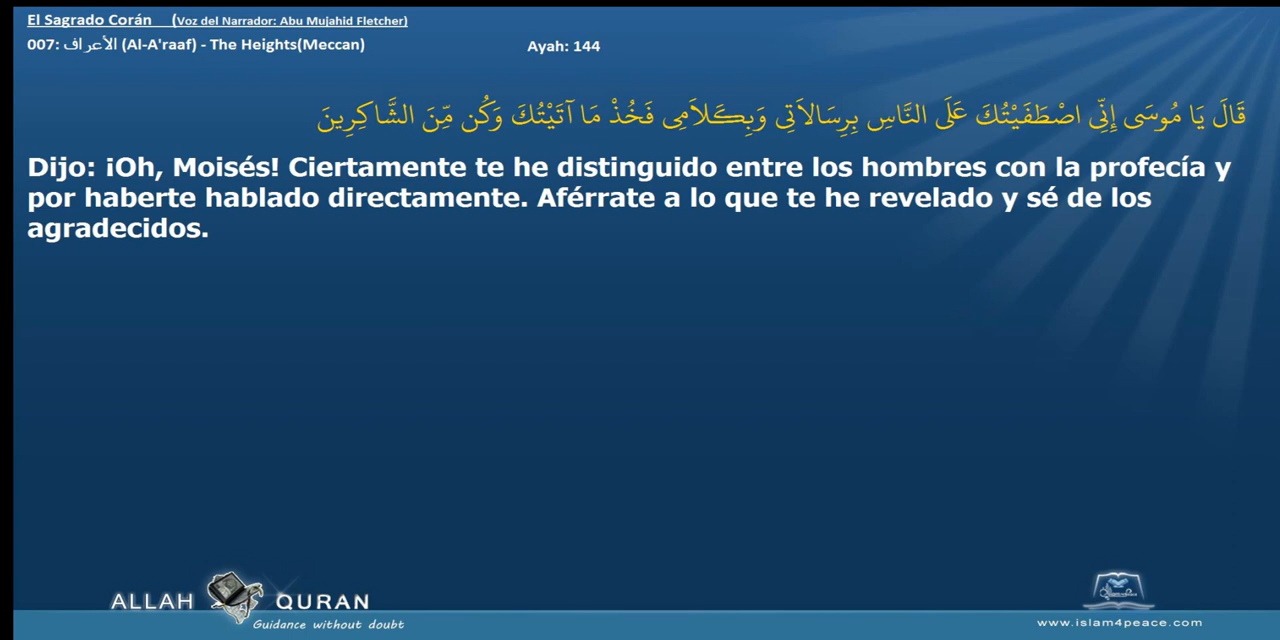 El Sagrado Corán (Voz del Narrador: Abu Mujahid Fletcher)
007: الأعراف (Al-A'raaf) - The Heights(Meccan) Ayah: 144
قَالَ يَا مُوسَى إِنِّي اصْطَفَيْتُكَ عَلَى النَّاسِ بِرِسَالاَتِي وَبِكَلاَمِي فَخُذْ مَا آتَيْتُكَ وَكُن مِّنَ الشَّاكِرِينَ
Dijo: ¡Oh, Moisés! Ciertamente te he distinguido entre los hombres con la profecía y
por haberte hablado directamente. Aférrate a lo que te he revelado y sé de los
agradecidos.
ALLAH QURAN
Guidance without doubt
www.islam4peace.com